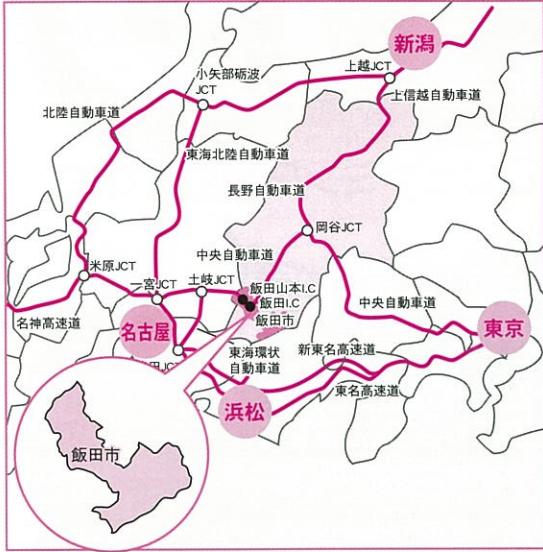 新潟
上越JCT
小矢部砺波
JCT
上信越自動車道
北陸自動車道
東海北陸自動車道
長野自動車道
岡谷JCT
中央自動車道
米原JCT
一宮JCT
土岐JCT
飯田山本I.C
飯田I.C
飯田市
中央自動車道
名神高速道
名古屋
東京
田JCT
東海環状
自動車道
新東名高速道
東名高速道
浜松
飯田市